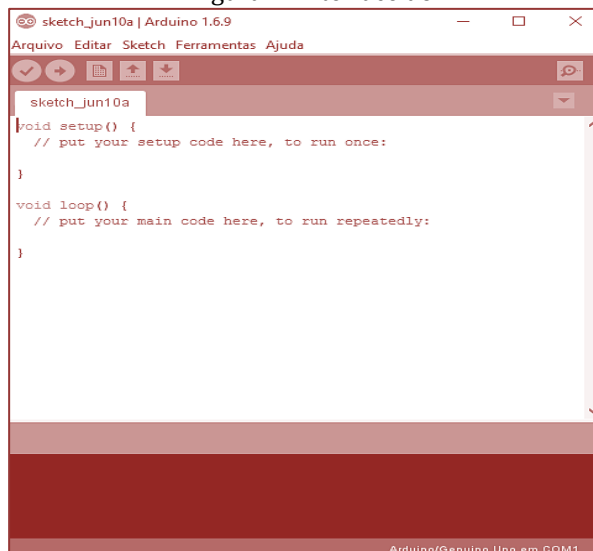 sketch_jun10a | Arduino 1.6.9
Arquivo Editar Sketch Ferramentas Ajuda
sketch_jun10a
void setup() {
// put your setup code here, to run once:
}
void loop() {
// put your main code here, to run repeatedly:
}
Arduino/Genuino Uno em COM1